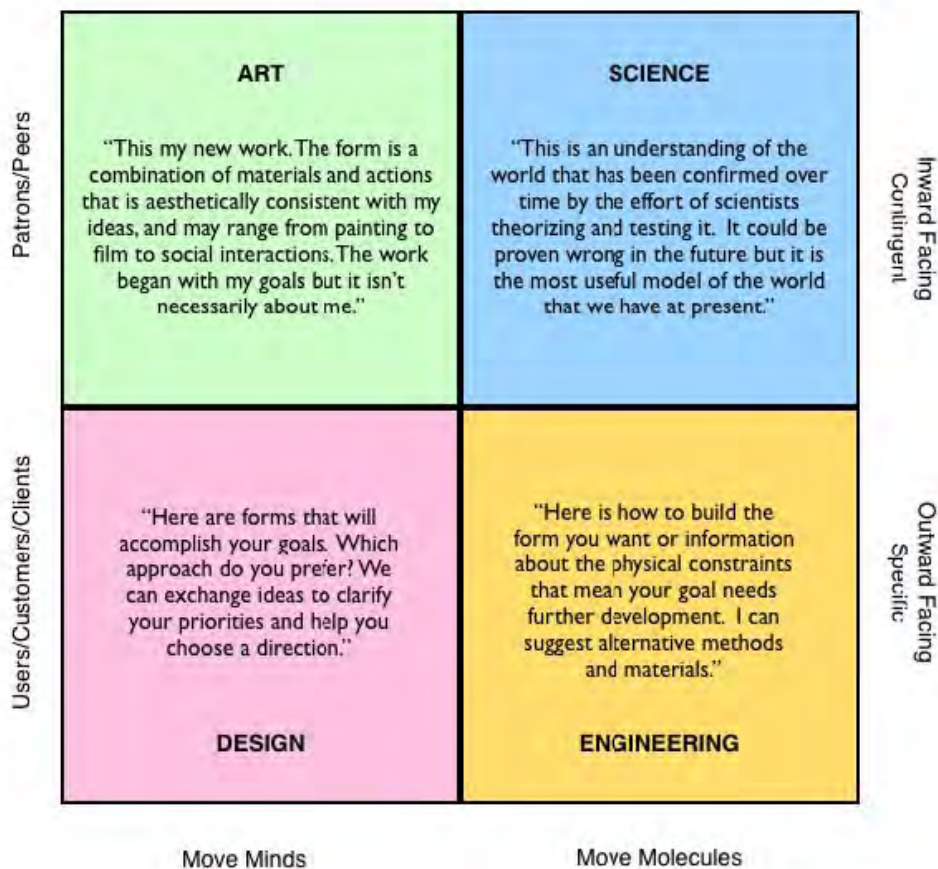 ART
“This my new work. The form is a
combination of materials and actions
that is aesthetically consistent with my
ideas, and may range from painting to
film to social interactions. The work
began with my goals but it isn’t
necessarily about me.”
SCIENCE
“This is an understanding of the
world that has been confirmed over
time by the effort of scientists
theorizing and testing it. It could be
proven wrong in the future but it is
the most useful model of the world
that we have at present.”
Patrons/Peers
Inward Facing
Contingent
“Here are forms that will
accomplish your goals. Which
approach do you prefer? We
can exchange ideas to clarify
your priorities and help you
choose a direction.”
DESIGN
“Here is how to build the
form you want or information
about the physical constraints
that mean your goal needs
further development. I can
suggest alternative methods
and materials.”
ENGINEERING
Users/Customers/Clients
Outward Facing
Specific
Move Minds
Move Molecules